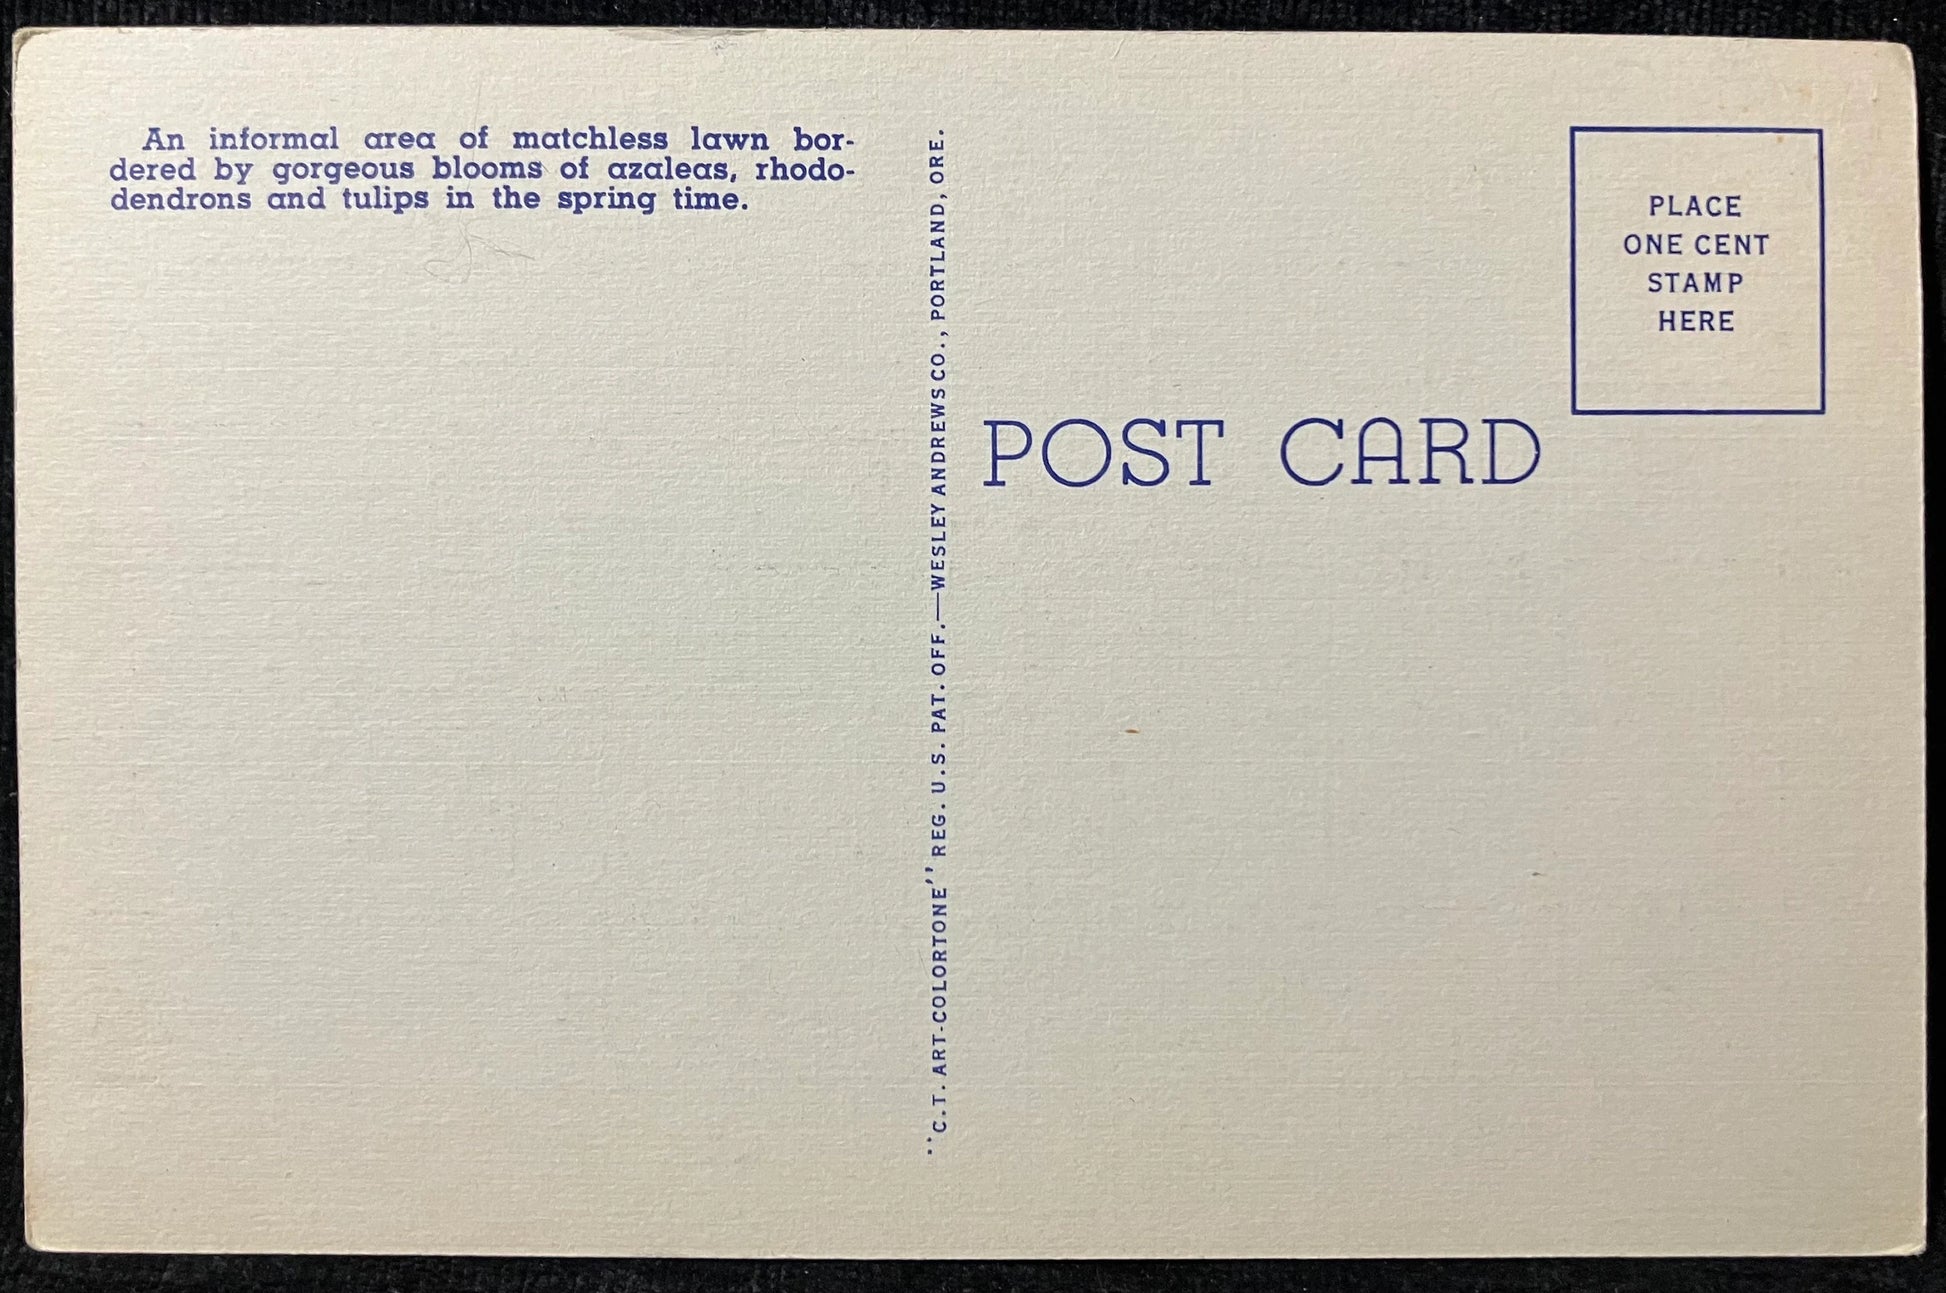 An informal area of matchless lawn bor-
dered by gorgeous blooms of azaleas, rhodo-
dendrons and tulips in the spring time.
"C.T. ART-COLORTONE" REG. U.S. PAT. OFF.—WESLEY ANDREWS CO., PORTLAND, ORE.
PLACE
ONE CENT
STAMP
HERE
POST CARD